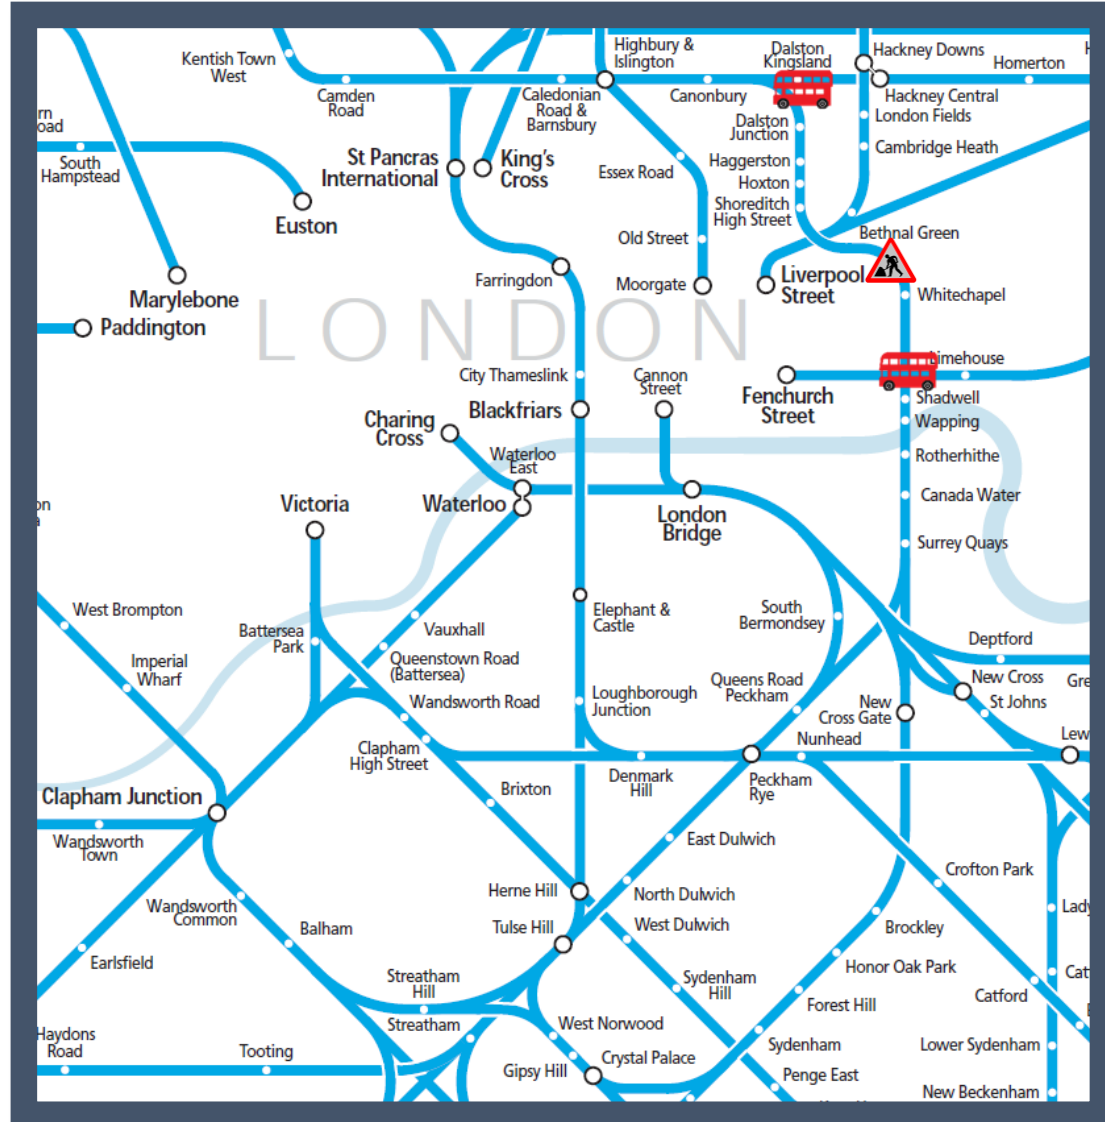 Kentish Town
West
Highbury &
Islington
Dalston
Kingsland
Hackney Downs
Homerton
Camden
Road
Caledonian
Road &
Barnsbury
Canonbury
Hackney Central
London Fields
Dalston
Junction
Cambridge Heath
South
Hampstead
St Pancras
International
King's
Cross
Essex Road
Haggerston
Hoxton
Shoreditch
High Street
Euston
Old Street
Bethnal Green
Farringdon
Moorgate
Liverpool
Street
Whitechapel
Marylebone
Paddington
LONDON
City Thameslink
Cannon
Street
Limehouse
Fenchurch
Street
Shadwell
Blackfriars
Charing
Cross
Wapping
Waterloo
East
Rotherhithe
Victoria
Waterloo
London
Bridge
Canada Water
Surrey Quays
West Brompton
Battersea
Park
Vauxhall
Elephant &
Castle
South
Bermondsey
Deptford
Imperial
Wharf
Queenstown Road
(Battersea)
Wandsworth Road
Loughborough
Junction
Queens Road
Peckham
New
Cross Gate
New Cross
St Johns
Gre
Clapham
High Street
Nunhead
Lew
Clapham Junction
Brixton
Denmark
Hill
Peckham
Rye
Wandsworth
Town
East Dulwich
Crofton Park
Herne Hill
North Dulwich
Wandsworth
Common
Tulse Hill
West Dulwich
Lady
Balham
Brockley
Earlsfield
Streatham
Hill
Sydenham
Hill
Honor Oak Park
Forest Hill
Catford
Cat
Streatham
West Norwood
Haydons
Road
Tooting
Gipsy Hill
Crystal Palace
Sydenham
Lower Sydenham
Penge East
New Beckenham